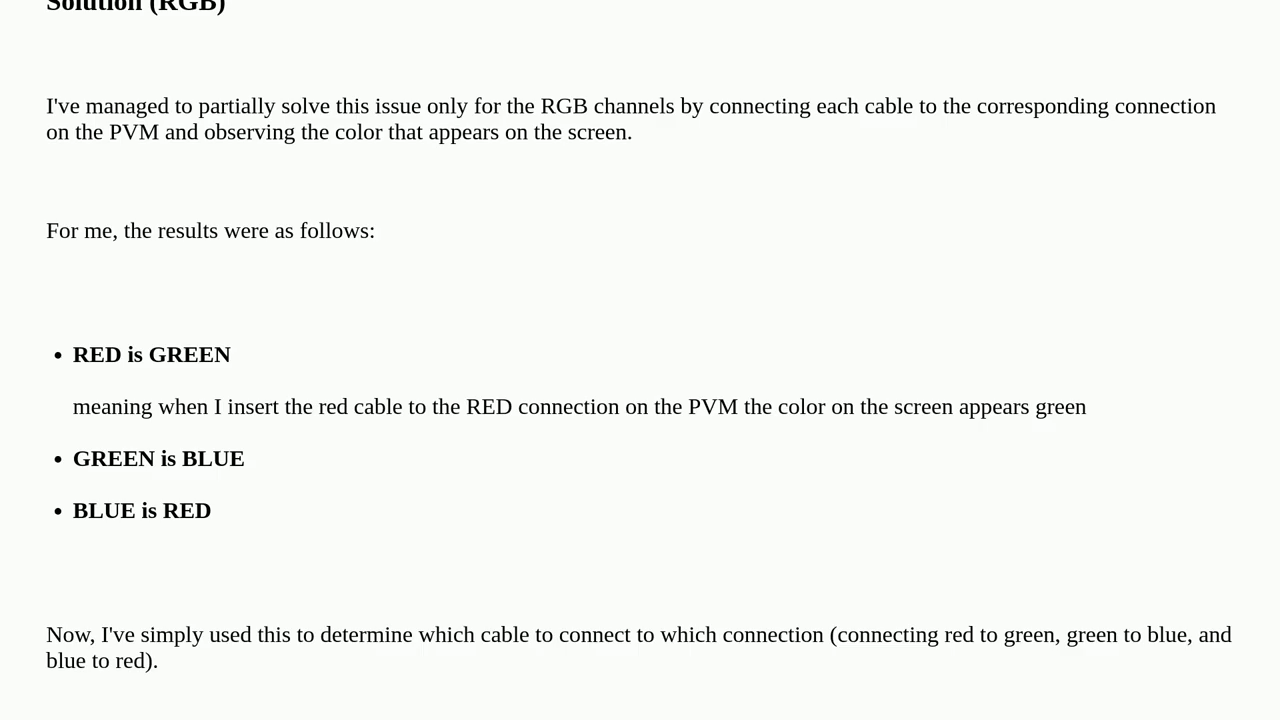 Solution (RGB)
I've managed to partially solve this issue only for the RGB channels by connecting each cable to the corresponding connection
on the PVM and observing the color that appears on the screen.
For me, the results were as follows:
• RED is GREEN
meaning when I insert the red cable to the RED connection on the PVM the color on the screen appears green
• GREEN is BLUE
• BLUE is RED
Now, I've simply used this to determine which cable to connect to which connection (connecting red to green, green to blue, and
blue to red).